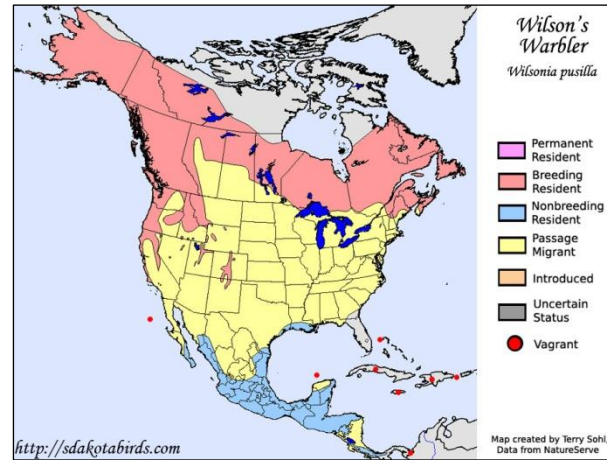 Wilson's
Warbler
Wilsonia pusilla
Permanent
Resident
Breeding
Resident
Nonbreeding
Resident
Passage
Migrant
Introduced
Uncertain
Status
Vagrant
Map created by Terry Sohl,
Data from NatureServe
http://sdakotabirds.com